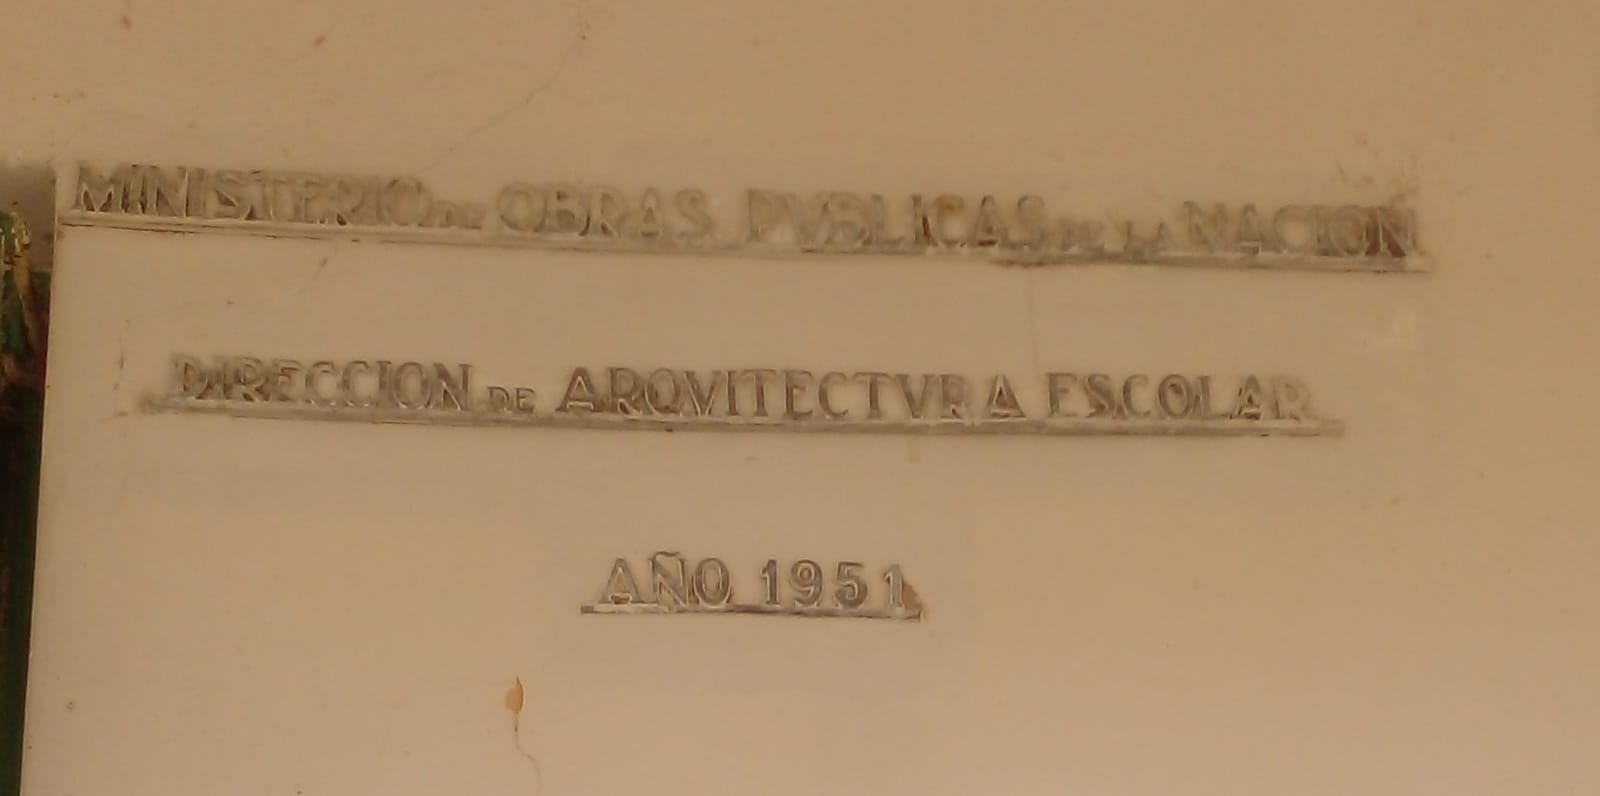 MINISTERIO DE OBRAS PVBLICAS DE LA NACION
DIRECCION DE ARQVITECTVRA ESCOLAR
AÑO 1951